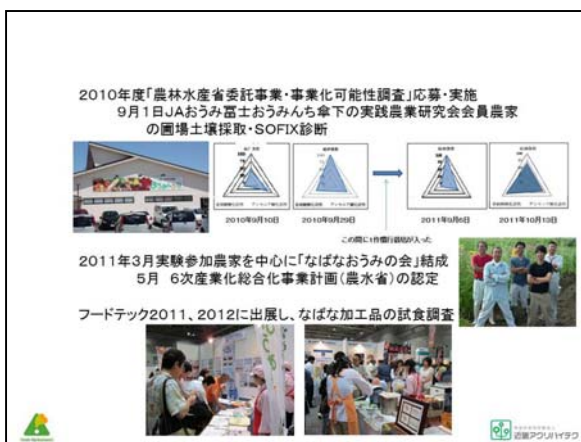 2010年度「農林水産省委託事業・事業化可能性調査」応募・実施
9月1日JAおうみ冨士おうみんち傘下の実践農業研究会会員農家
の圃場土壌採取・SOFIX診断
2010年9月10日
2010年9月29日
2011年9月6日
2011年10月13日
この間に1作慣行栽培が入った
2011年3月実験参加農家を中心に「なばなおうみの会」結成
5月 6次産業化総合化事業計画(農水省)の認定
フードテック2011、2012に出展し、なばな加工品の試食調査
近畿アグリハイテク